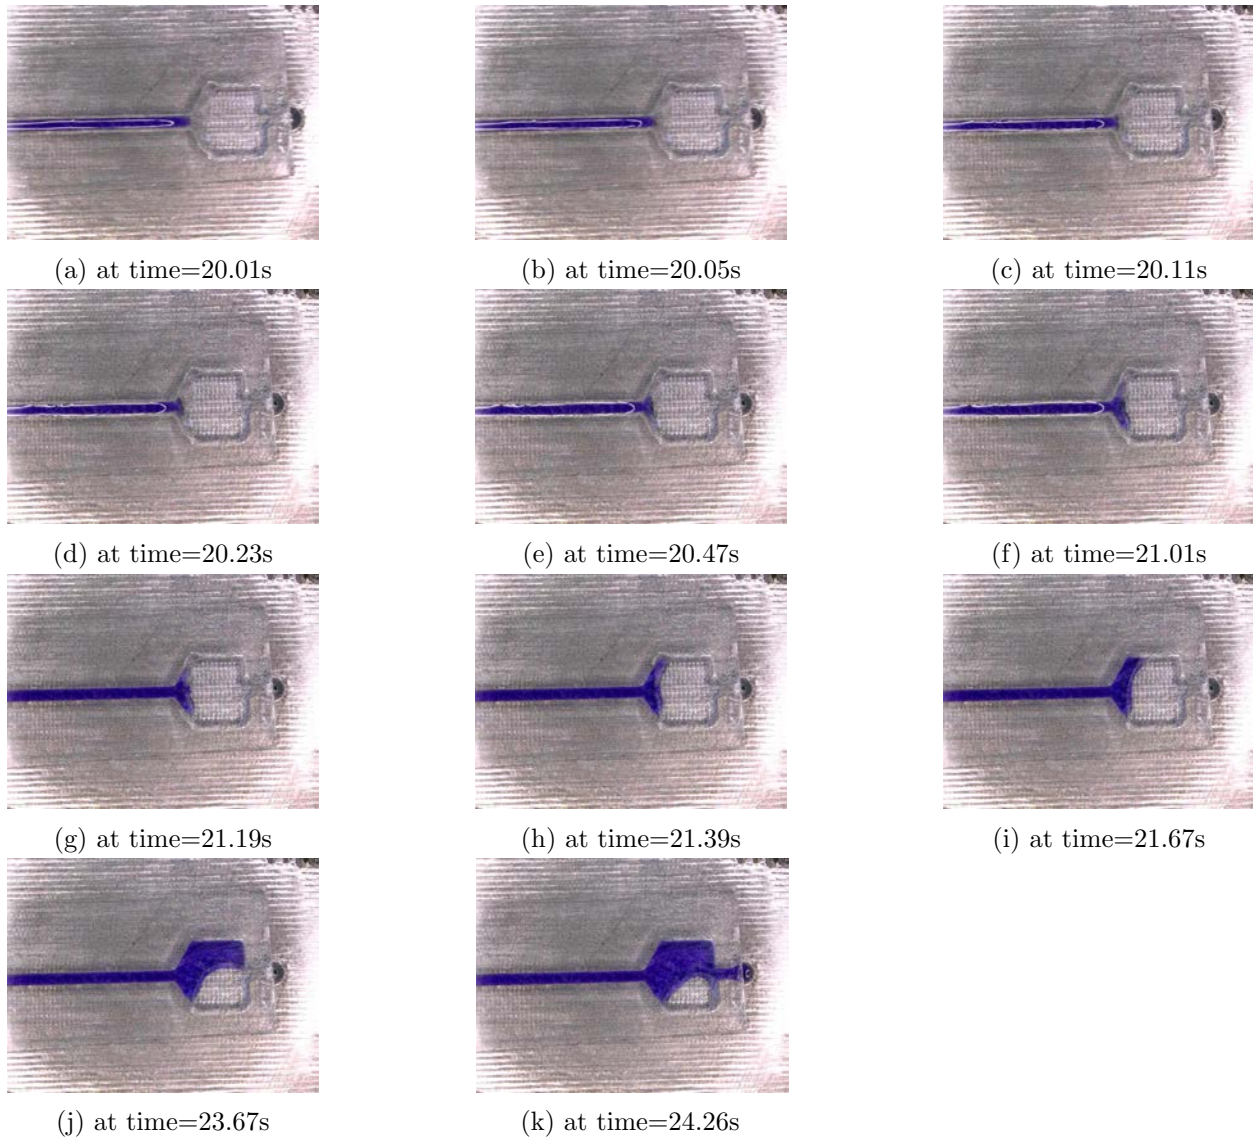 (a) at time=20.01s
(b) at time=20.05s
(c) at time=20.11s
(d) at time=20.23s
(e) at time=20.47s
(f) at time=21.01s
(g) at time=21.19s
(h) at time=21.39s
(i) at time=21.67s
(j) at time=23.67s
(k) at time=24.26s